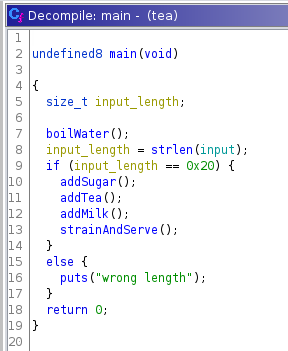 Decompile: main - (tea)
1
2 undefined8 main(void)
3
4 {
5 size_t input_length;
6
7 boilWater();
8 input_length = strlen(input);
9 if (input_length == 0x20) {
10 addSugar();
11 addTea();
12 addMilk();
13 strainAndServe();
14 }
15 else {
16 puts("wrong length");
17 }
18 return 0;
19 }
20